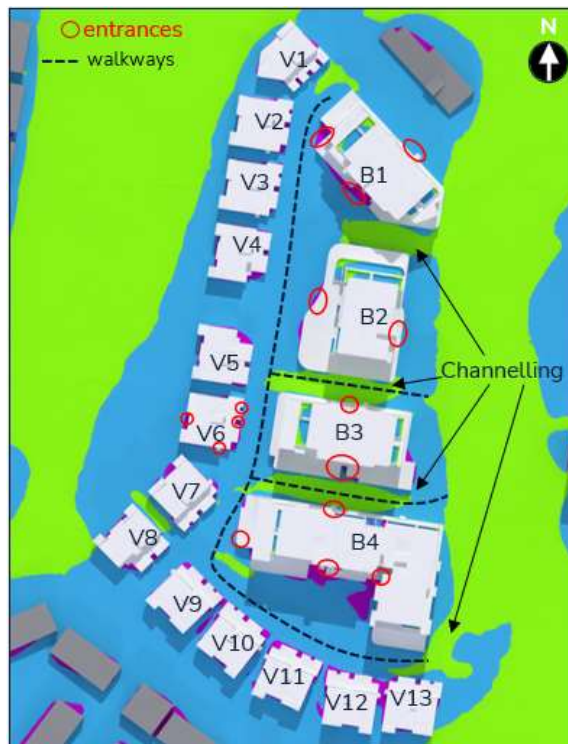 entrances
walkways
N
V1
V2
B1
V3
V4
B2
V5
Channelling
V6
B3
V7
V8
B4
V9
V10
V11
V12
V13